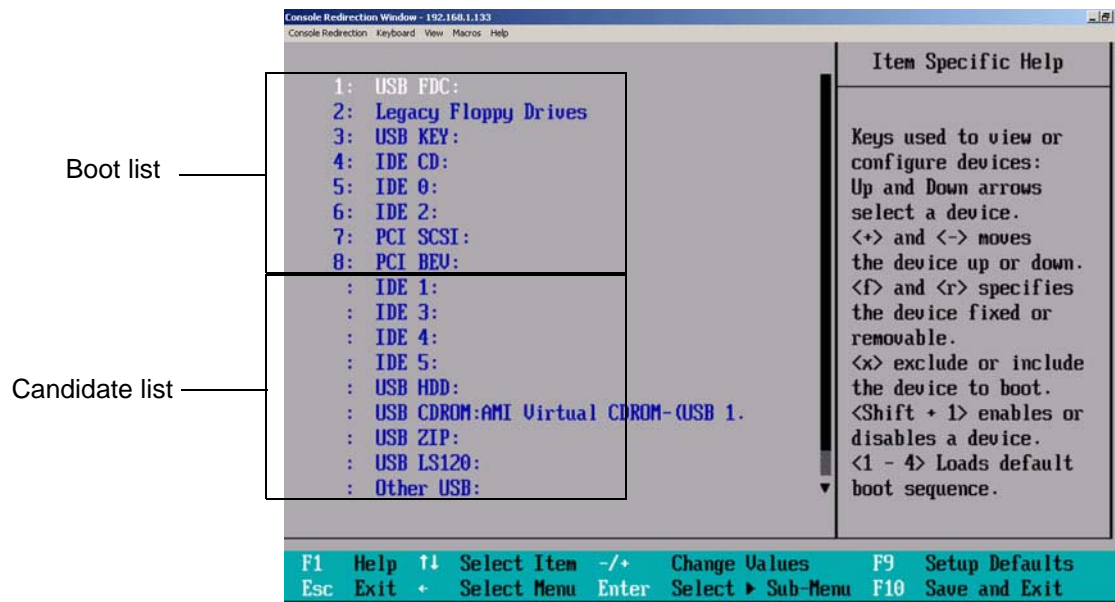 Console Redirection Window - 192.168.1.133
Console Redirection Keyboard View Macros Help
Item Specific Help
Boot list
1: USB FDC:
2: Legacy Floppy Drives
3: USB KEY:
4: IDE CD:
5: IDE 0:
6: IDE 2:
7: PCI SCSI:
8: PCI BEV:
Candidate list
: IDE 1:
: IDE 3:
: IDE 4:
: IDE 5:
: USB HDD:
: USB CDROM:AMI Virtual CDROM-(USB 1.
: USB ZIP:
: USB LS120:
: Other USB:
Keys used to view or
configure devices:
Up and Down arrows
select a device.
<+> and <-> moves
the device up or down.
<f> and <r> specifies
the device fixed or
removable.
<x> exclude or include
the device to boot.
<Shift + 1> enables or
disables a device.
<1 - 4> Loads default
boot sequence.
F1 Help ↑↓ Select Item -/+ Change Values F9 Setup Defaults
Esc Exit ← Select Menu Enter Select ▶ Sub-Menu F10 Save and Exit